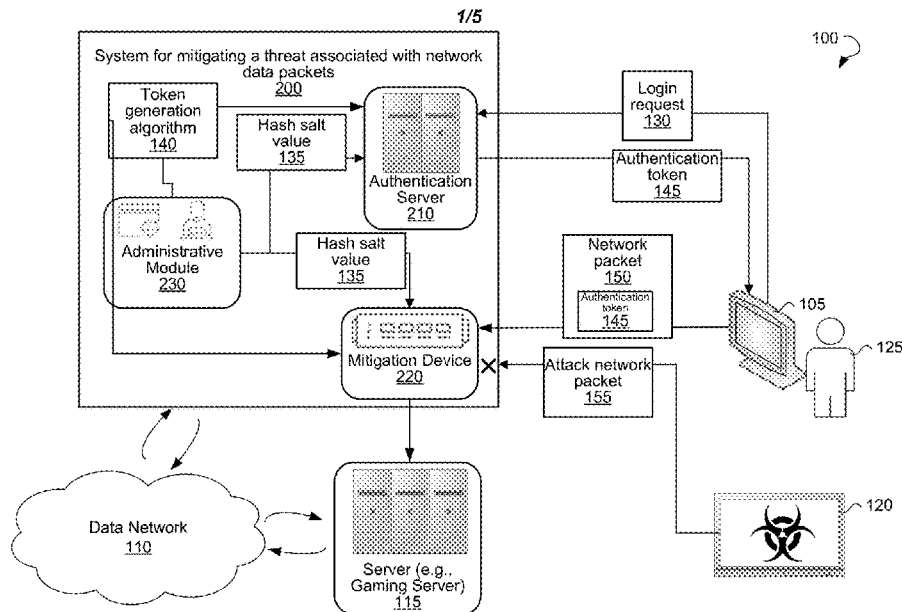 1/5
System for mitigating a threat associated with network
data packets
200
100
Token
generation
algorithm
140
Hash salt
value
135
Authentication
Server
210
Login
request
130
Authentication
token
145
Administrative
Module
230
Hash salt
value
135
Network
packet
150
Authentication
token
145
105
125
Mitigation Device
220
Attack network
packet
155
Data Network
110
Server (e.g.,
Gaming Server)
115
120